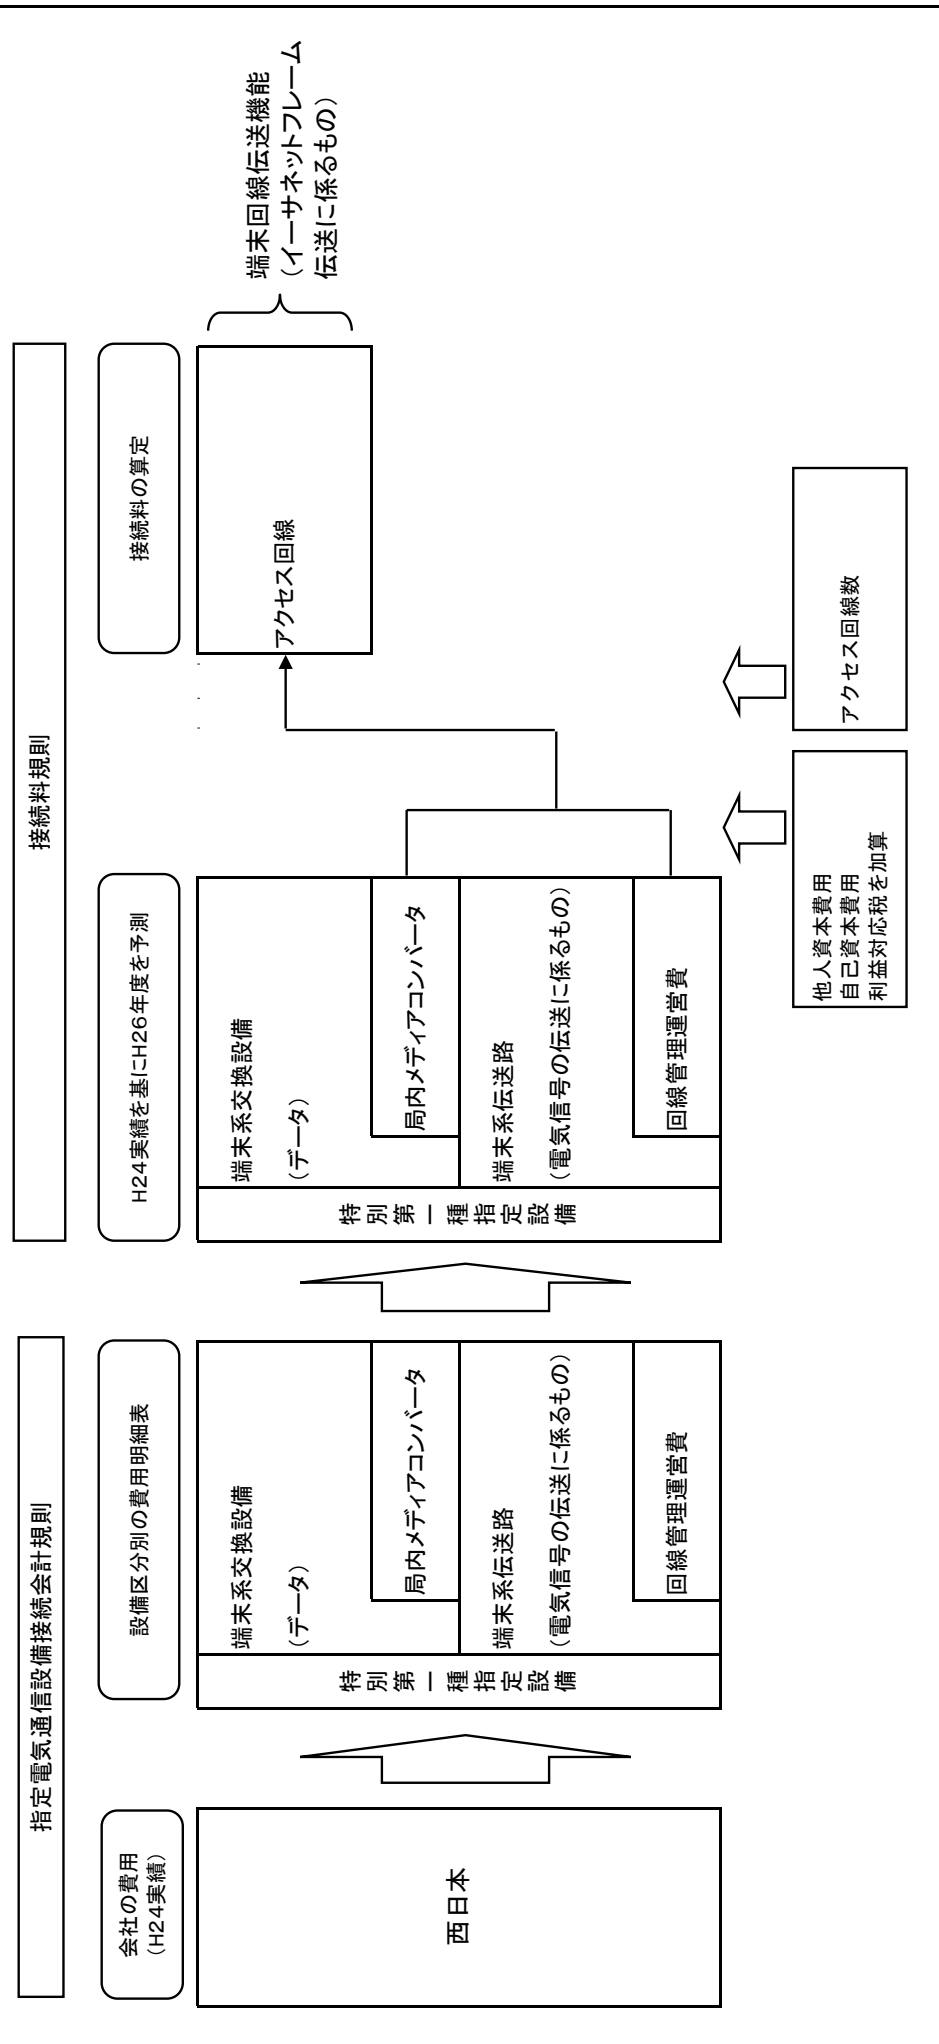 指定電気通信設備接続会計規則
接続料規則
会社の費用
（H24実績）
設備区分別の費用明細表
H24実績を基にH26年度を予測
接続料の算定
西日本
特別第一種指定設備
端末系交換設備
（データ）
局内メディアコンバータ
端末系伝送路
（電気信号の伝送に係るもの）
回線管理運営費
特別第一種指定設備
端末系交換設備
（データ）
局内メディアコンバータ
端末系伝送路
（電気信号の伝送に係るもの）
回線管理運営費
アクセス回線
端末回線伝送機能
（イーサネットフレーム
伝送に係るもの）
他人資本費用
自己資本費用
利益対応税を加算
アクセス回線数